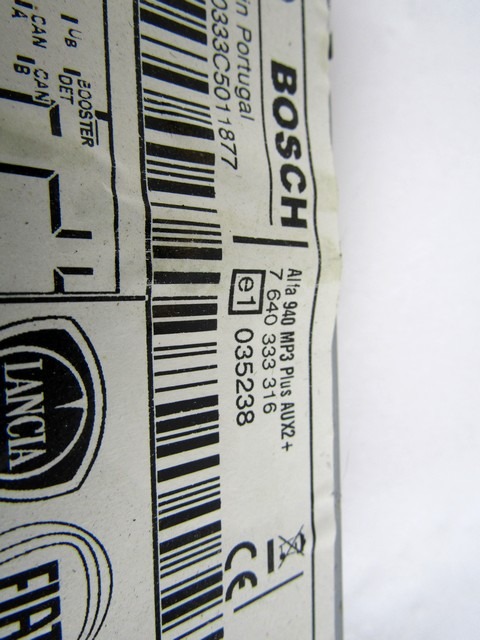 BOSCH
Alfa 940 MP3 Plus AUX2+
7 640 333 316
e1 035238
CE
in Portugal
0333C5011877
BOOSTER
UB DET
CAN CAN
A B
LANCIA
FIAT